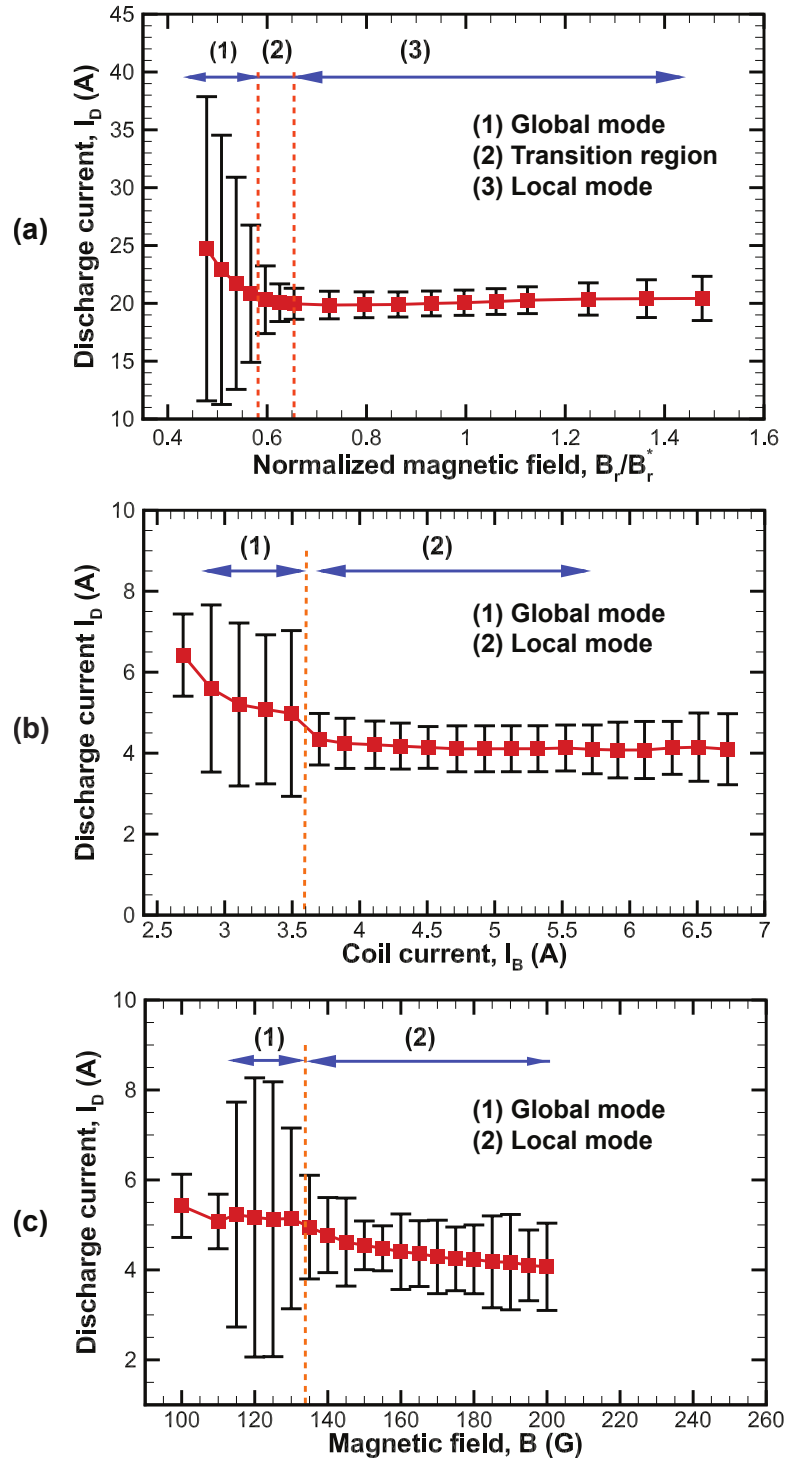 (a)
Discharge current, I_D (A)
45
40
35
30
25
20
15
10
(1) (2) (3)
(1) Global mode
(2) Transition region
(3) Local mode
0.4 0.6 0.8 1 1.2 1.4 1.6
Normalized magnetic field, B_r/B_r^*
(b)
Discharge current I_D (A)
10
8
6
4
2
0
(1) (2)
(1) Global mode
(2) Local mode
2.5 3 3.5 4 4.5 5 5.5 6 6.5 7
Coil current, I_B (A)
(c)
Discharge current, I_D (A)
10
8
6
4
2
(1) (2)
(1) Global mode
(2) Local mode
100 120 140 160 180 200 220 240 260
Magnetic field, B (G)